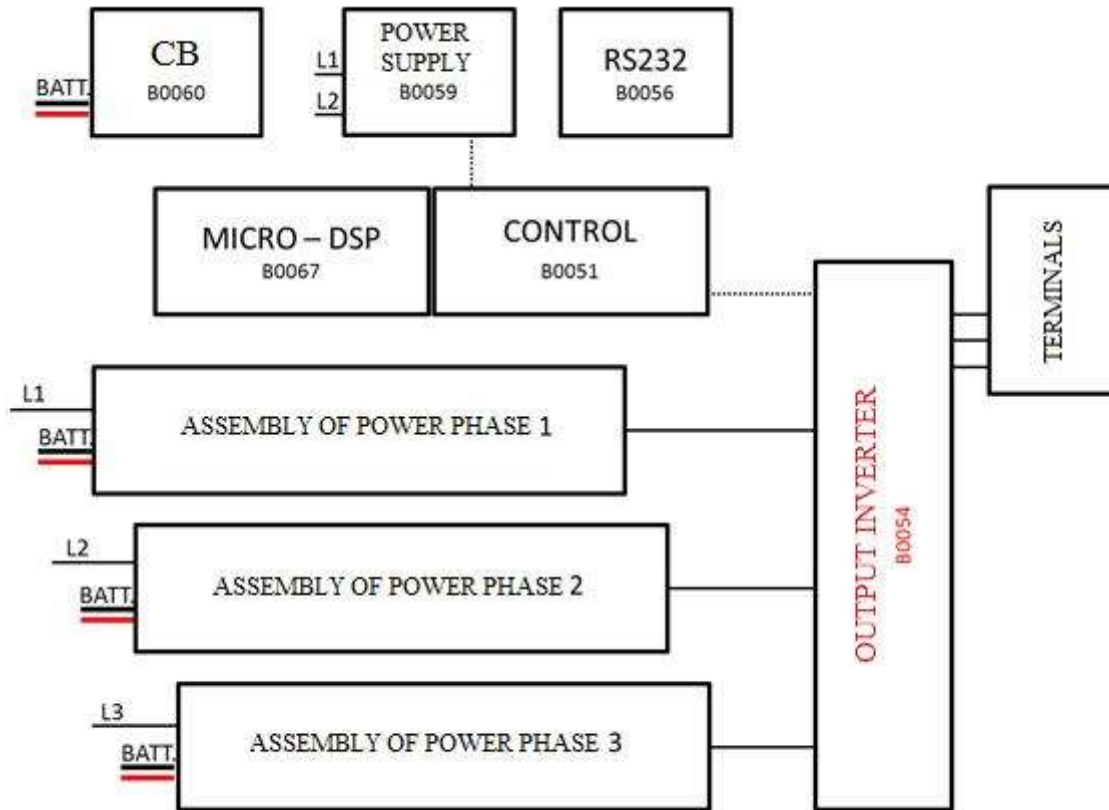 CB
B0060
BATT.
POWER
SUPPLY
B0059
L1
L2
RS232
B0056
MICRO – DSP
B0067
CONTROL
B0051
TERMINALS
L1
BATT.
ASSEMBLY OF POWER PHASE 1
L2
BATT.
ASSEMBLY OF POWER PHASE 2
L3
BATT.
ASSEMBLY OF POWER PHASE 3
OUTPUT INVERTER
B0054